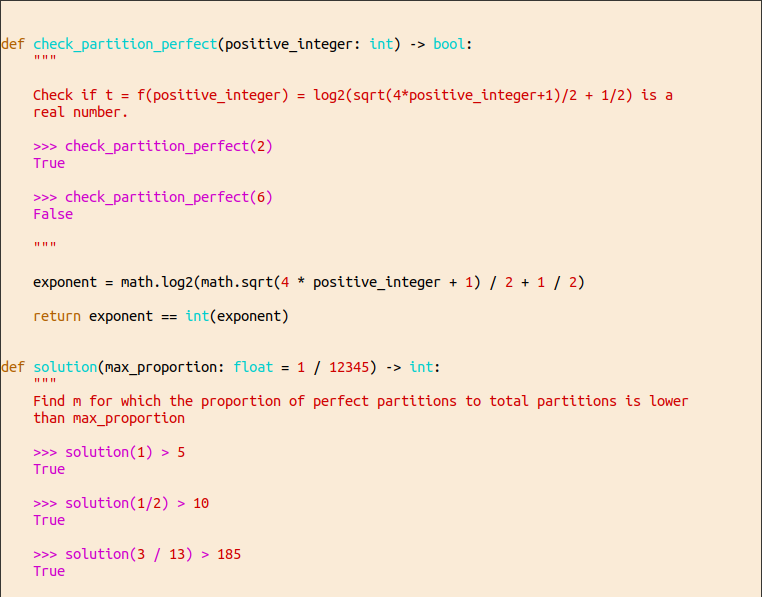 def check_partition_perfect(positive_integer: int) -> bool:
"""
Check if t = f(positive_integer) = log2(sqrt(4*positive_integer+1)/2 + 1/2) is a
real number.
>>> check_partition_perfect(2)
True
>>> check_partition_perfect(6)
False
"""
exponent = math.log2(math.sqrt(4 * positive_integer + 1) / 2 + 1 / 2)
return exponent == int(exponent)
def solution(max_proportion: float = 1 / 12345) -> int:
"""
Find m for which the proportion of perfect partitions to total partitions is lower
than max_proportion
>>> solution(1) > 5
True
>>> solution(1/2) > 10
True
>>> solution(3 / 13) > 185
True